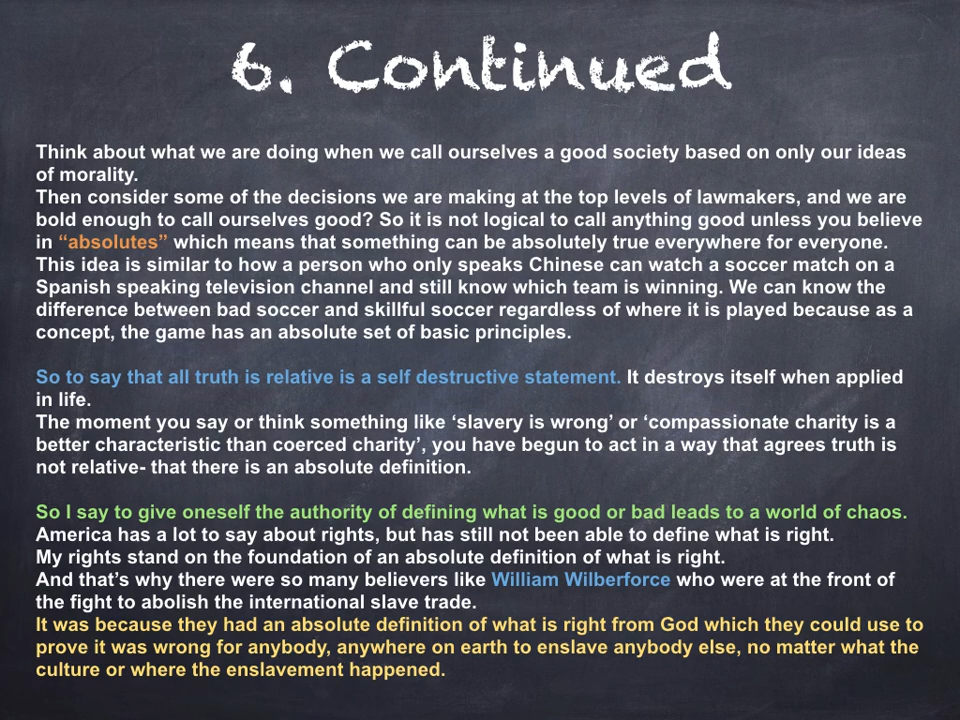 6. Continued
Think about what we are doing when we call ourselves a good society based on only our ideas
of morality.
Then consider some of the decisions we are making at the top levels of lawmakers, and we are
bold enough to call ourselves good? So it is not logical to call anything good unless you believe
in “absolutes” which means that something can be absolutely true everywhere for everyone.
This idea is similar to how a person who only speaks Chinese can watch a soccer match on a
Spanish speaking television channel and still know which team is winning. We can know the
difference between bad soccer and skillful soccer regardless of where it is played because as a
concept, the game has an absolute set of basic principles.
So to say that all truth is relative is a self destructive statement. It destroys itself when applied
in life.
The moment you say or think something like ‘slavery is wrong’ or ‘compassionate charity is a
better characteristic than coerced charity’, you have begun to act in a way that agrees truth is
not relative- that there is an absolute definition.
So I say to give oneself the authority of defining what is good or bad leads to a world of chaos.
America has a lot to say about rights, but has still not been able to define what is right.
My rights stand on the foundation of an absolute definition of what is right.
And that’s why there were so many believers like William Wilberforce who were at the front of
the fight to abolish the international slave trade.
It was because they had an absolute definition of what is right from God which they could use to
prove it was wrong for anybody, anywhere on earth to enslave anybody else, no matter what the
culture or where the enslavement happened.